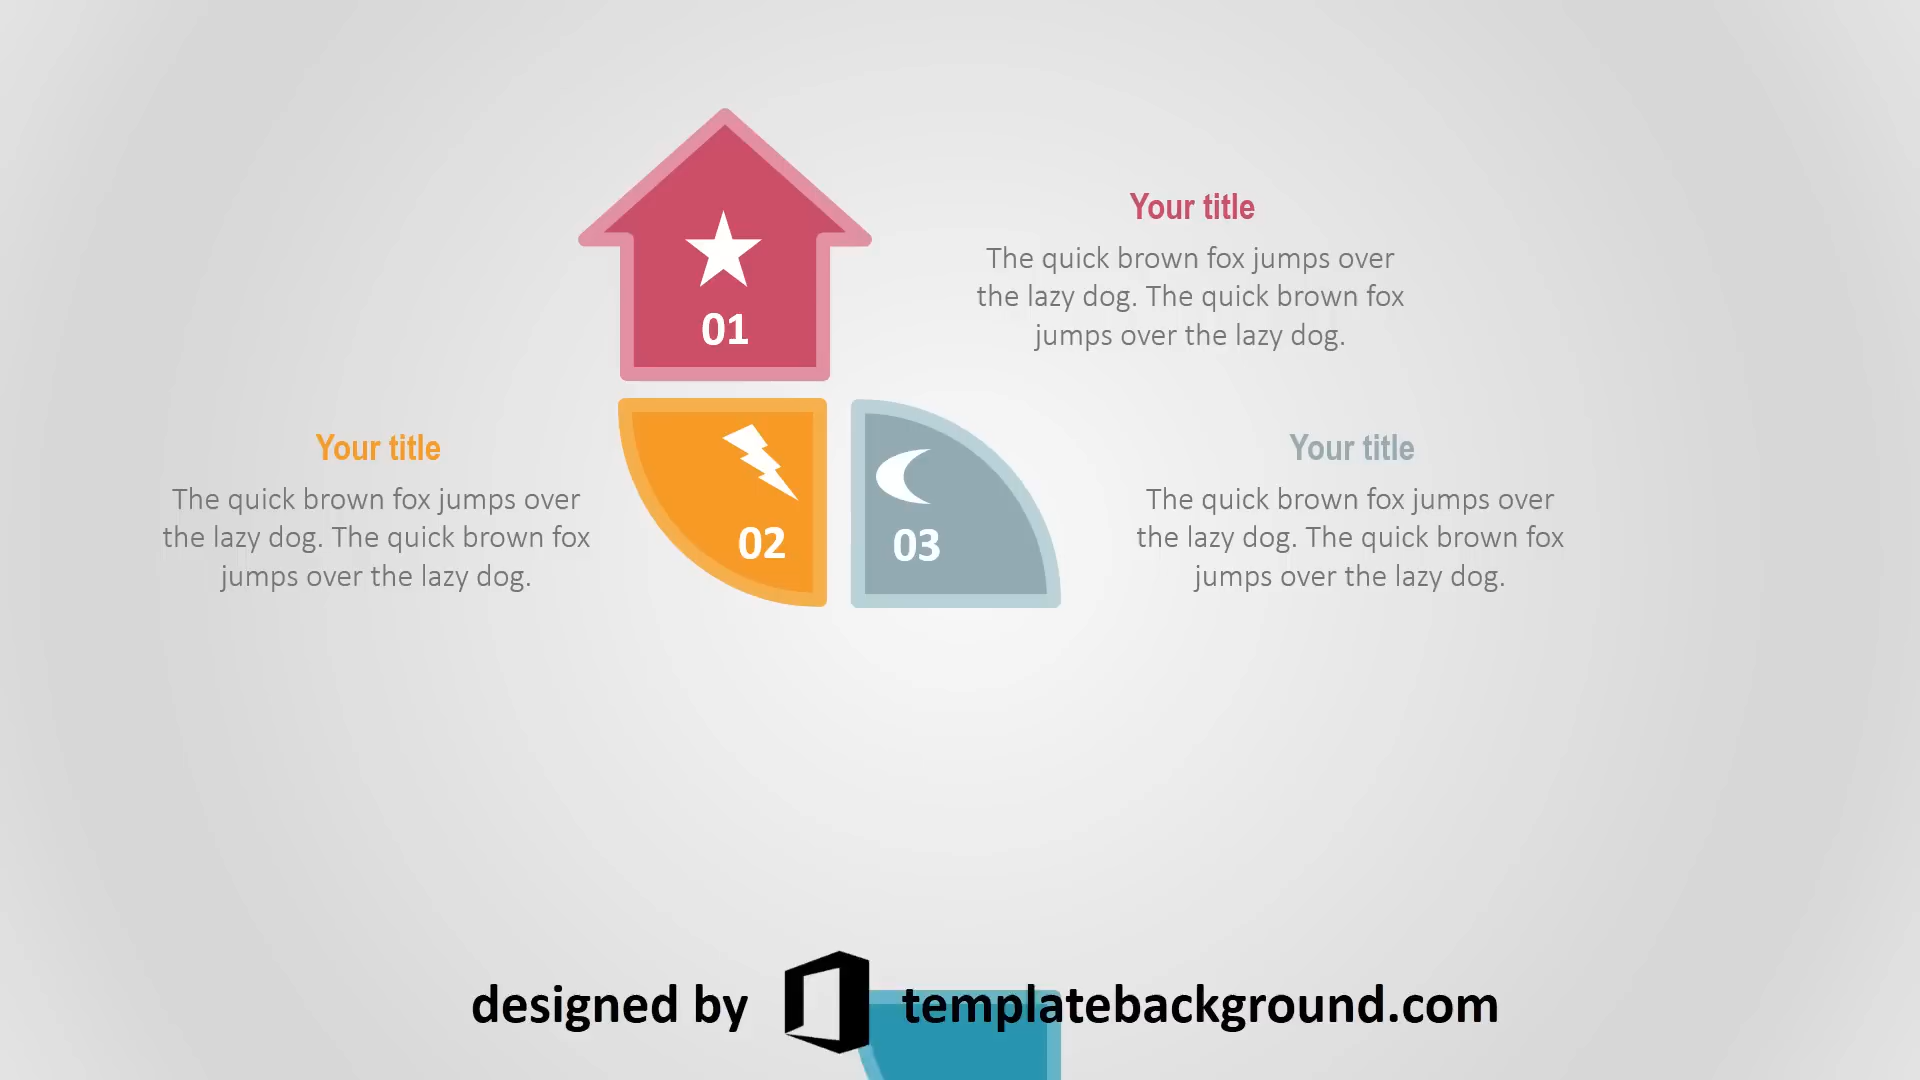 Your title
The quick brown fox jumps over
the lazy dog. The quick brown fox
jumps over the lazy dog.
01
Your title
The quick brown fox jumps over
the lazy dog. The quick brown fox
jumps over the lazy dog.
02
03
Your title
The quick brown fox jumps over
the lazy dog. The quick brown fox
jumps over the lazy dog.
designed by templatebackground.com